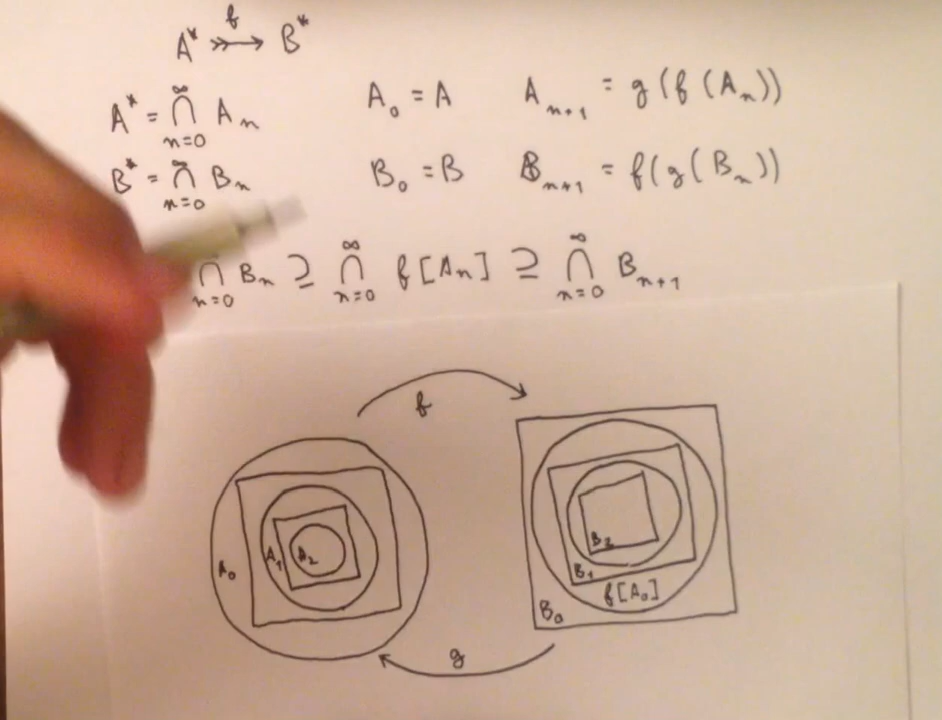 A* ↠ᶠ B*
A* = ⋂_{n=0}^{∞} A_n    A_0 = A    A_{n+1} = g(f(A_n))
B* = ⋂_{n=0}^{∞} B_n    B_0 = B    B_{n+1} = f(g(B_n))
⋂_{n=0} B_n ⊇ ⋂_{n=0}^{∞} f[A_n] ⊇ ⋂_{n=0}^{∞} B_{n+1}
f
A_0 A_1 A_2
B_2
B_1
f[A_0]
B_0
g